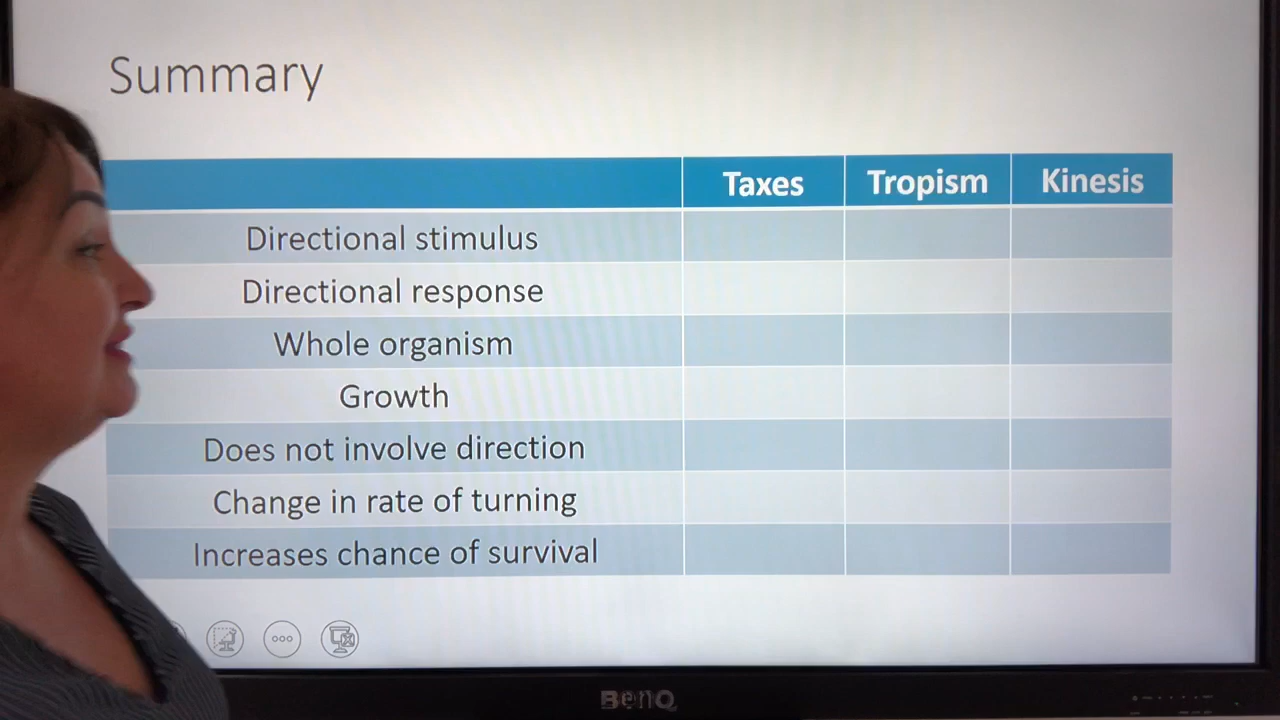 Summary
Taxes Tropism Kinesis
Directional stimulus
Directional response
Whole organism
Growth
Does not involve direction
Change in rate of turning
Increases chance of survival
BenQ